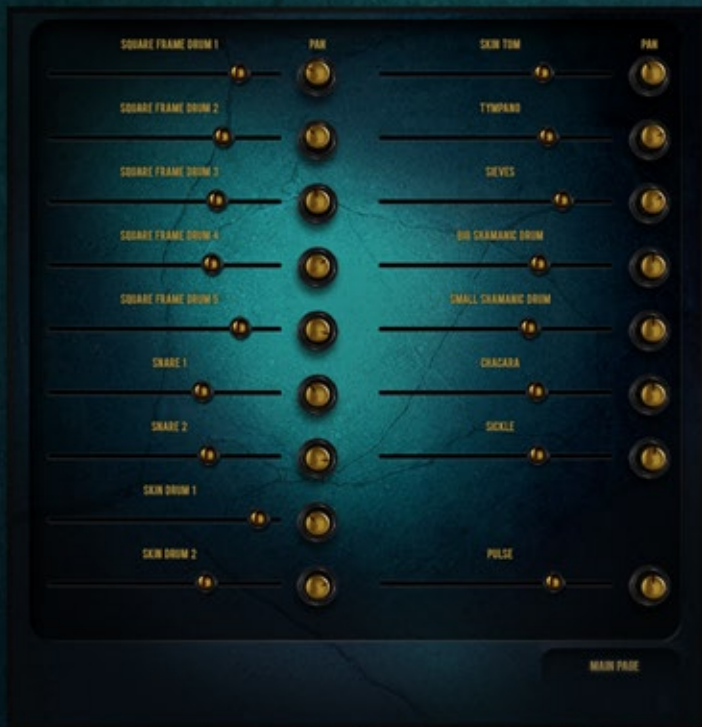 SQUARE FRAME DRUM 1
PAN
SQUARE FRAME DRUM 2
SQUARE FRAME DRUM 3
SQUARE FRAME DRUM 4
SQUARE FRAME DRUM 5
SNARE 1
SNARE 2
SKIN DRUM 1
SKIN DRUM 2
SKIN TOM
PAN
TYMPANO
SIEVES
BIG SHAMANIC DRUM
SMALL SHAMANIC DRUM
CHACARA
SICKLE
PULSE
MAIN PAGE